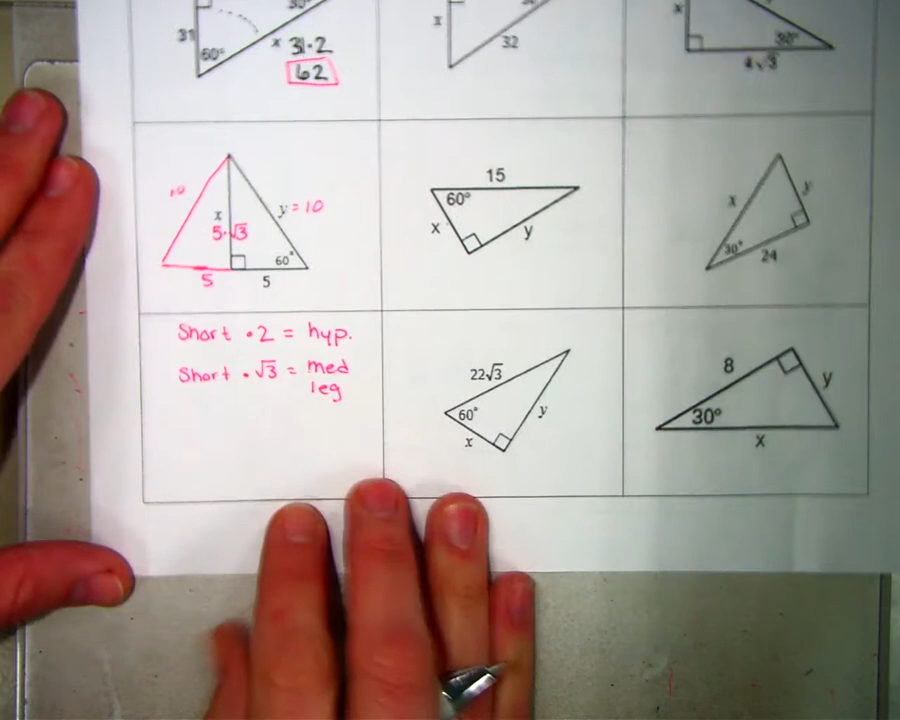 31
60°
x 31·2
62
x
32
x
30°
4√3
10
x
5·√3
y = 10
60°
5
5
15
60°
x
y
x
y
30°
24
Short · 2 = hyp.
Short · √3 = med
leg
22√3
60°
x
y
8
30°
y
x